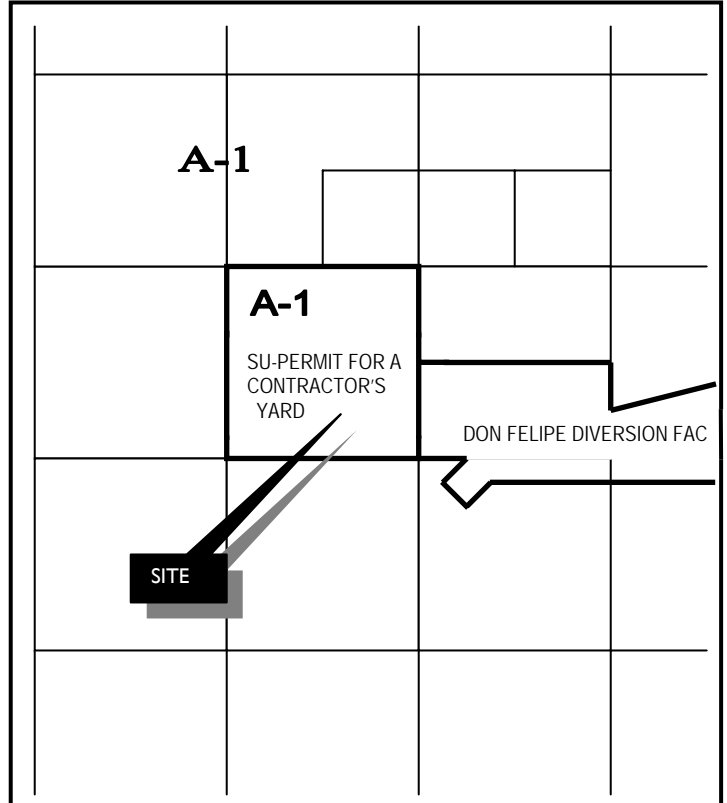 A-1
A-1
SU-PERMIT FOR A
CONTRACTOR'S
YARD
DON FELIPE DIVERSION FAC
SITE